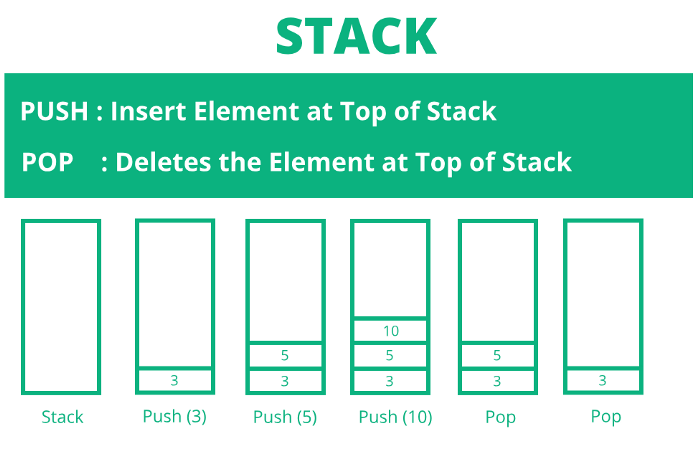 STACK
PUSH : Insert Element at Top of Stack
POP : Deletes the Element at Top of Stack
10
5 5 5
3 3 3 3 3
Stack Push (3) Push (5) Push (10) Pop Pop